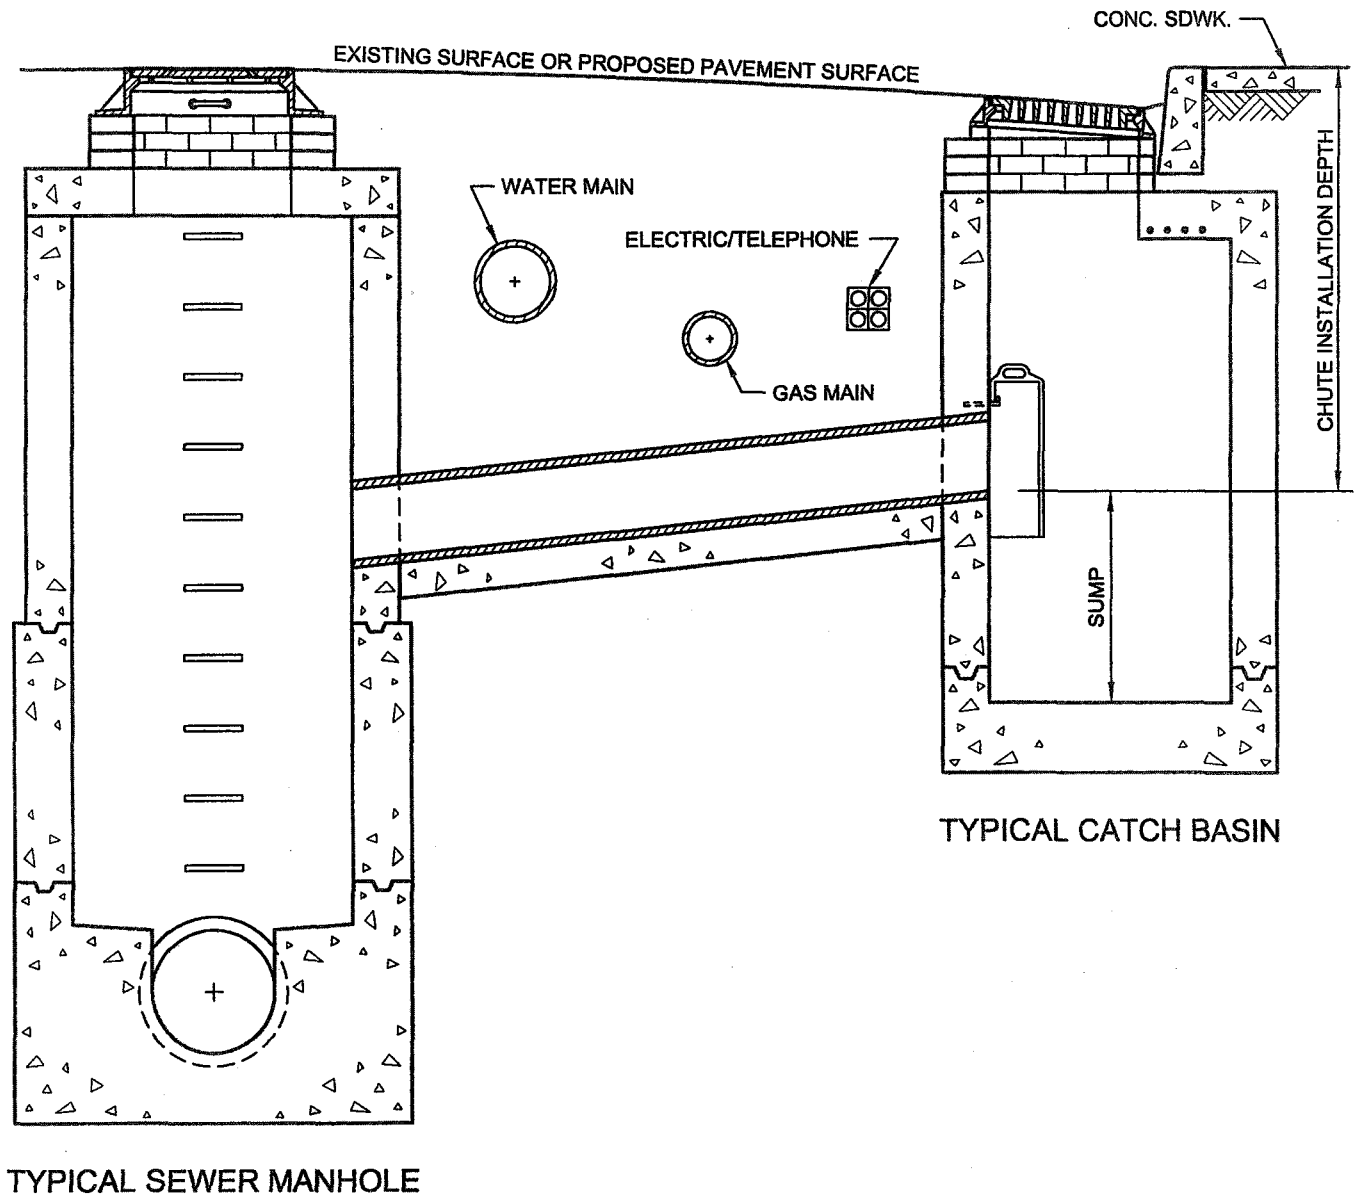 CONC. SDWK.
EXISTING SURFACE OR PROPOSED PAVEMENT SURFACE
WATER MAIN
ELECTRIC/TELEPHONE
GAS MAIN
CHUTE INSTALLATION DEPTH
SUMP
TYPICAL CATCH BASIN
TYPICAL SEWER MANHOLE